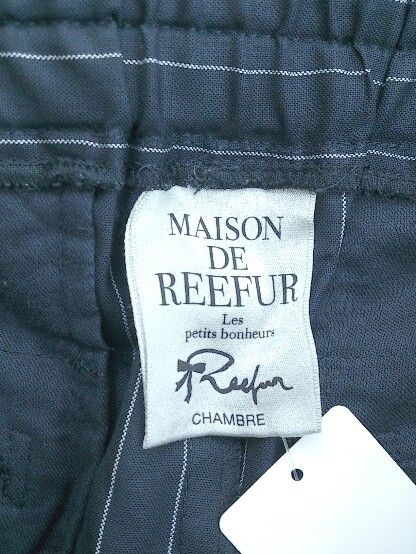 MAISON
DE
REEFUR
Les
petits bonheurs
Reefur
CHAMBRE